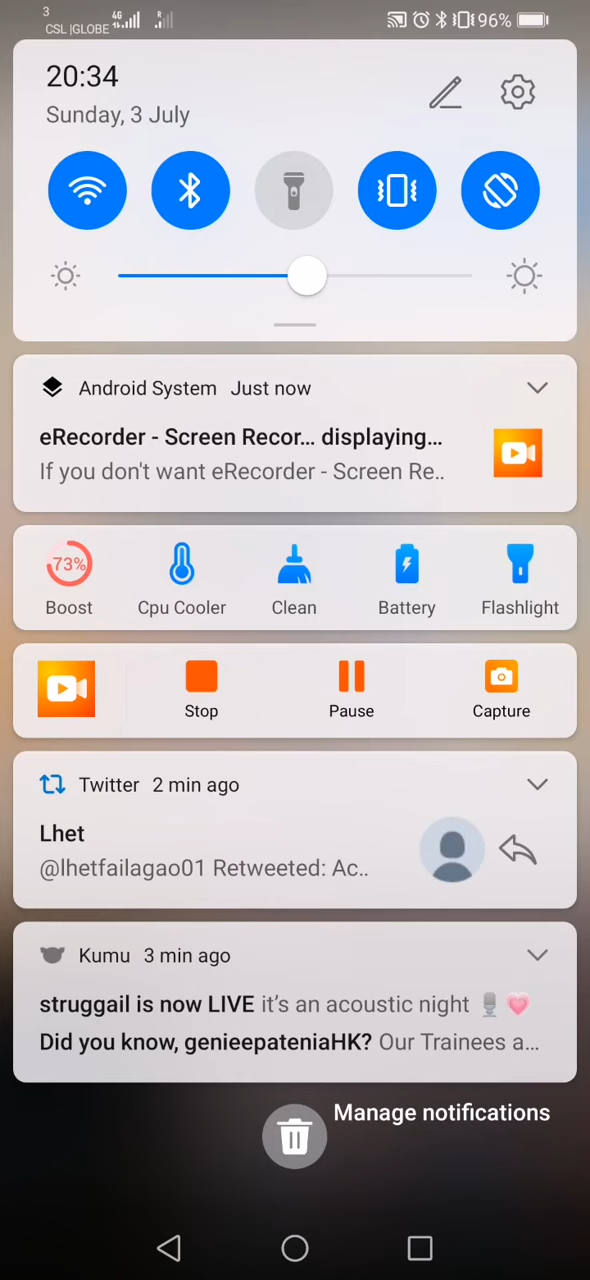 3
CSL |GLOBE 4G R 96%
20:34
Sunday, 3 July
Android System Just now
eRecorder - Screen Recor... displaying...
If you don't want eRecorder - Screen Re..
73%
Boost Cpu Cooler Clean Battery Flashlight
Stop Pause Capture
Twitter 2 min ago
Lhet
@lhetfailagao01 Retweeted: Ac..
Kumu 3 min ago
struggail is now LIVE it's an acoustic night 🎙️ 💗
Did you know, genieepateniaHK? Our Trainees a...
Manage notifications